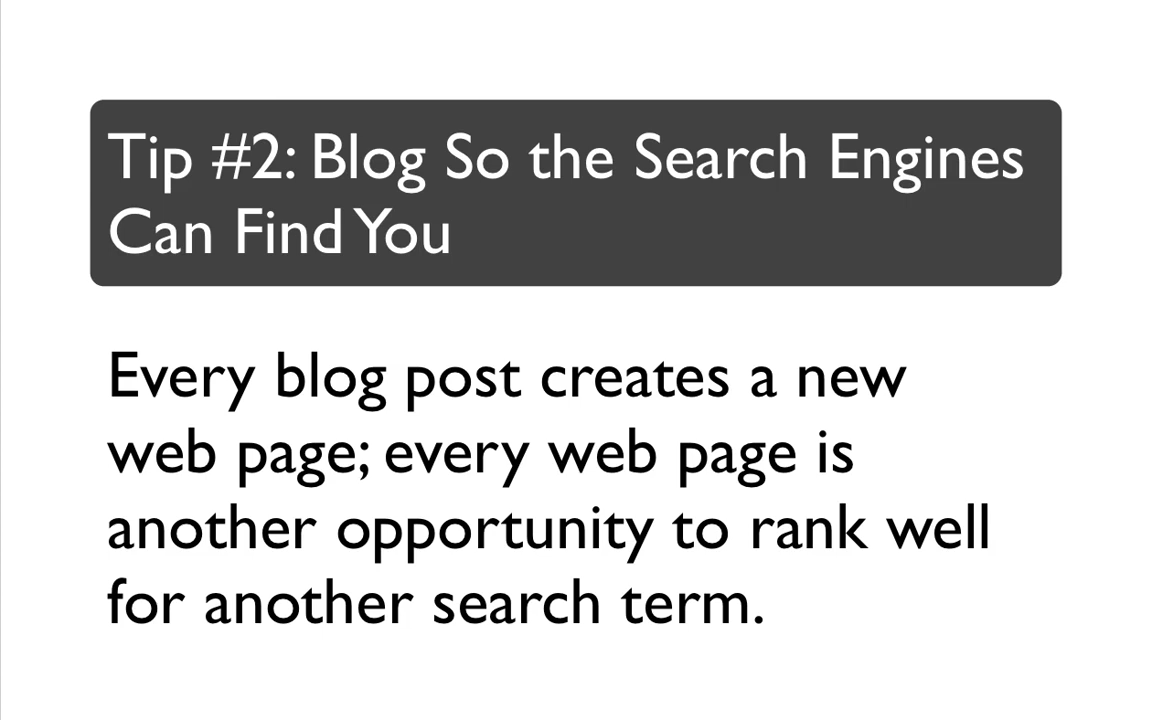 Tip #2: Blog So the Search Engines
Can Find You
Every blog post creates a new
web page; every web page is
another opportunity to rank well
for another search term.